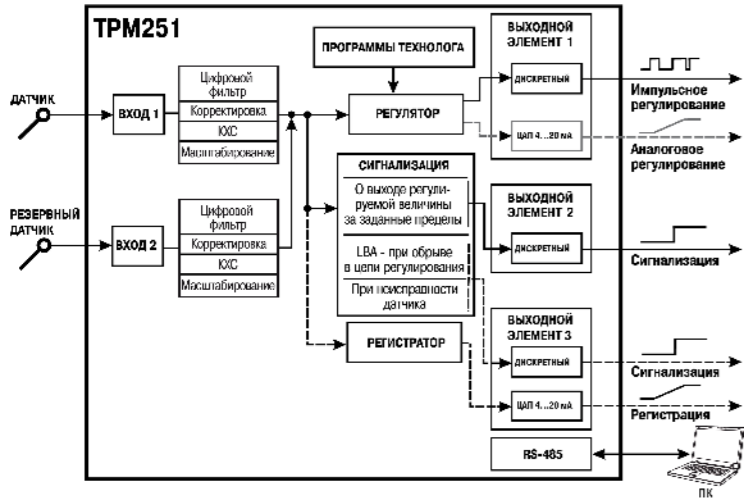 ТРМ251
ДАТЧИК
ВХОД 1
Цифровой
фильтр
Корректировка
КХС
Масштабирование
РЕЗЕРВНЫЙ
ДАТЧИК
ВХОД 2
Цифровой
фильтр
Корректировка
КХС
Масштабирование
ПРОГРАММЫ ТЕХНОЛОГА
РЕГУЛЯТОР
СИГНАЛИЗАЦИЯ
О выходе регули-
руемой величины
за заданные пределы
LBA - при обрыве
в цепи регулирования
При неисправности
датчика
РЕГИСТРАТОР
ВЫХОДНОЙ
ЭЛЕМЕНТ 1
ДИСКРЕТНЫЙ
ЦАП 4...20 мА
Импульсное
регулирование
Аналоговое
регулирование
ВЫХОДНОЙ
ЭЛЕМЕНТ 2
ДИСКРЕТНЫЙ
Сигнализация
ВЫХОДНОЙ
ЭЛЕМЕНТ 3
ДИСКРЕТНЫЙ
ЦАП 4...20 мА
Сигнализация
Регистрация
RS-485
ПК